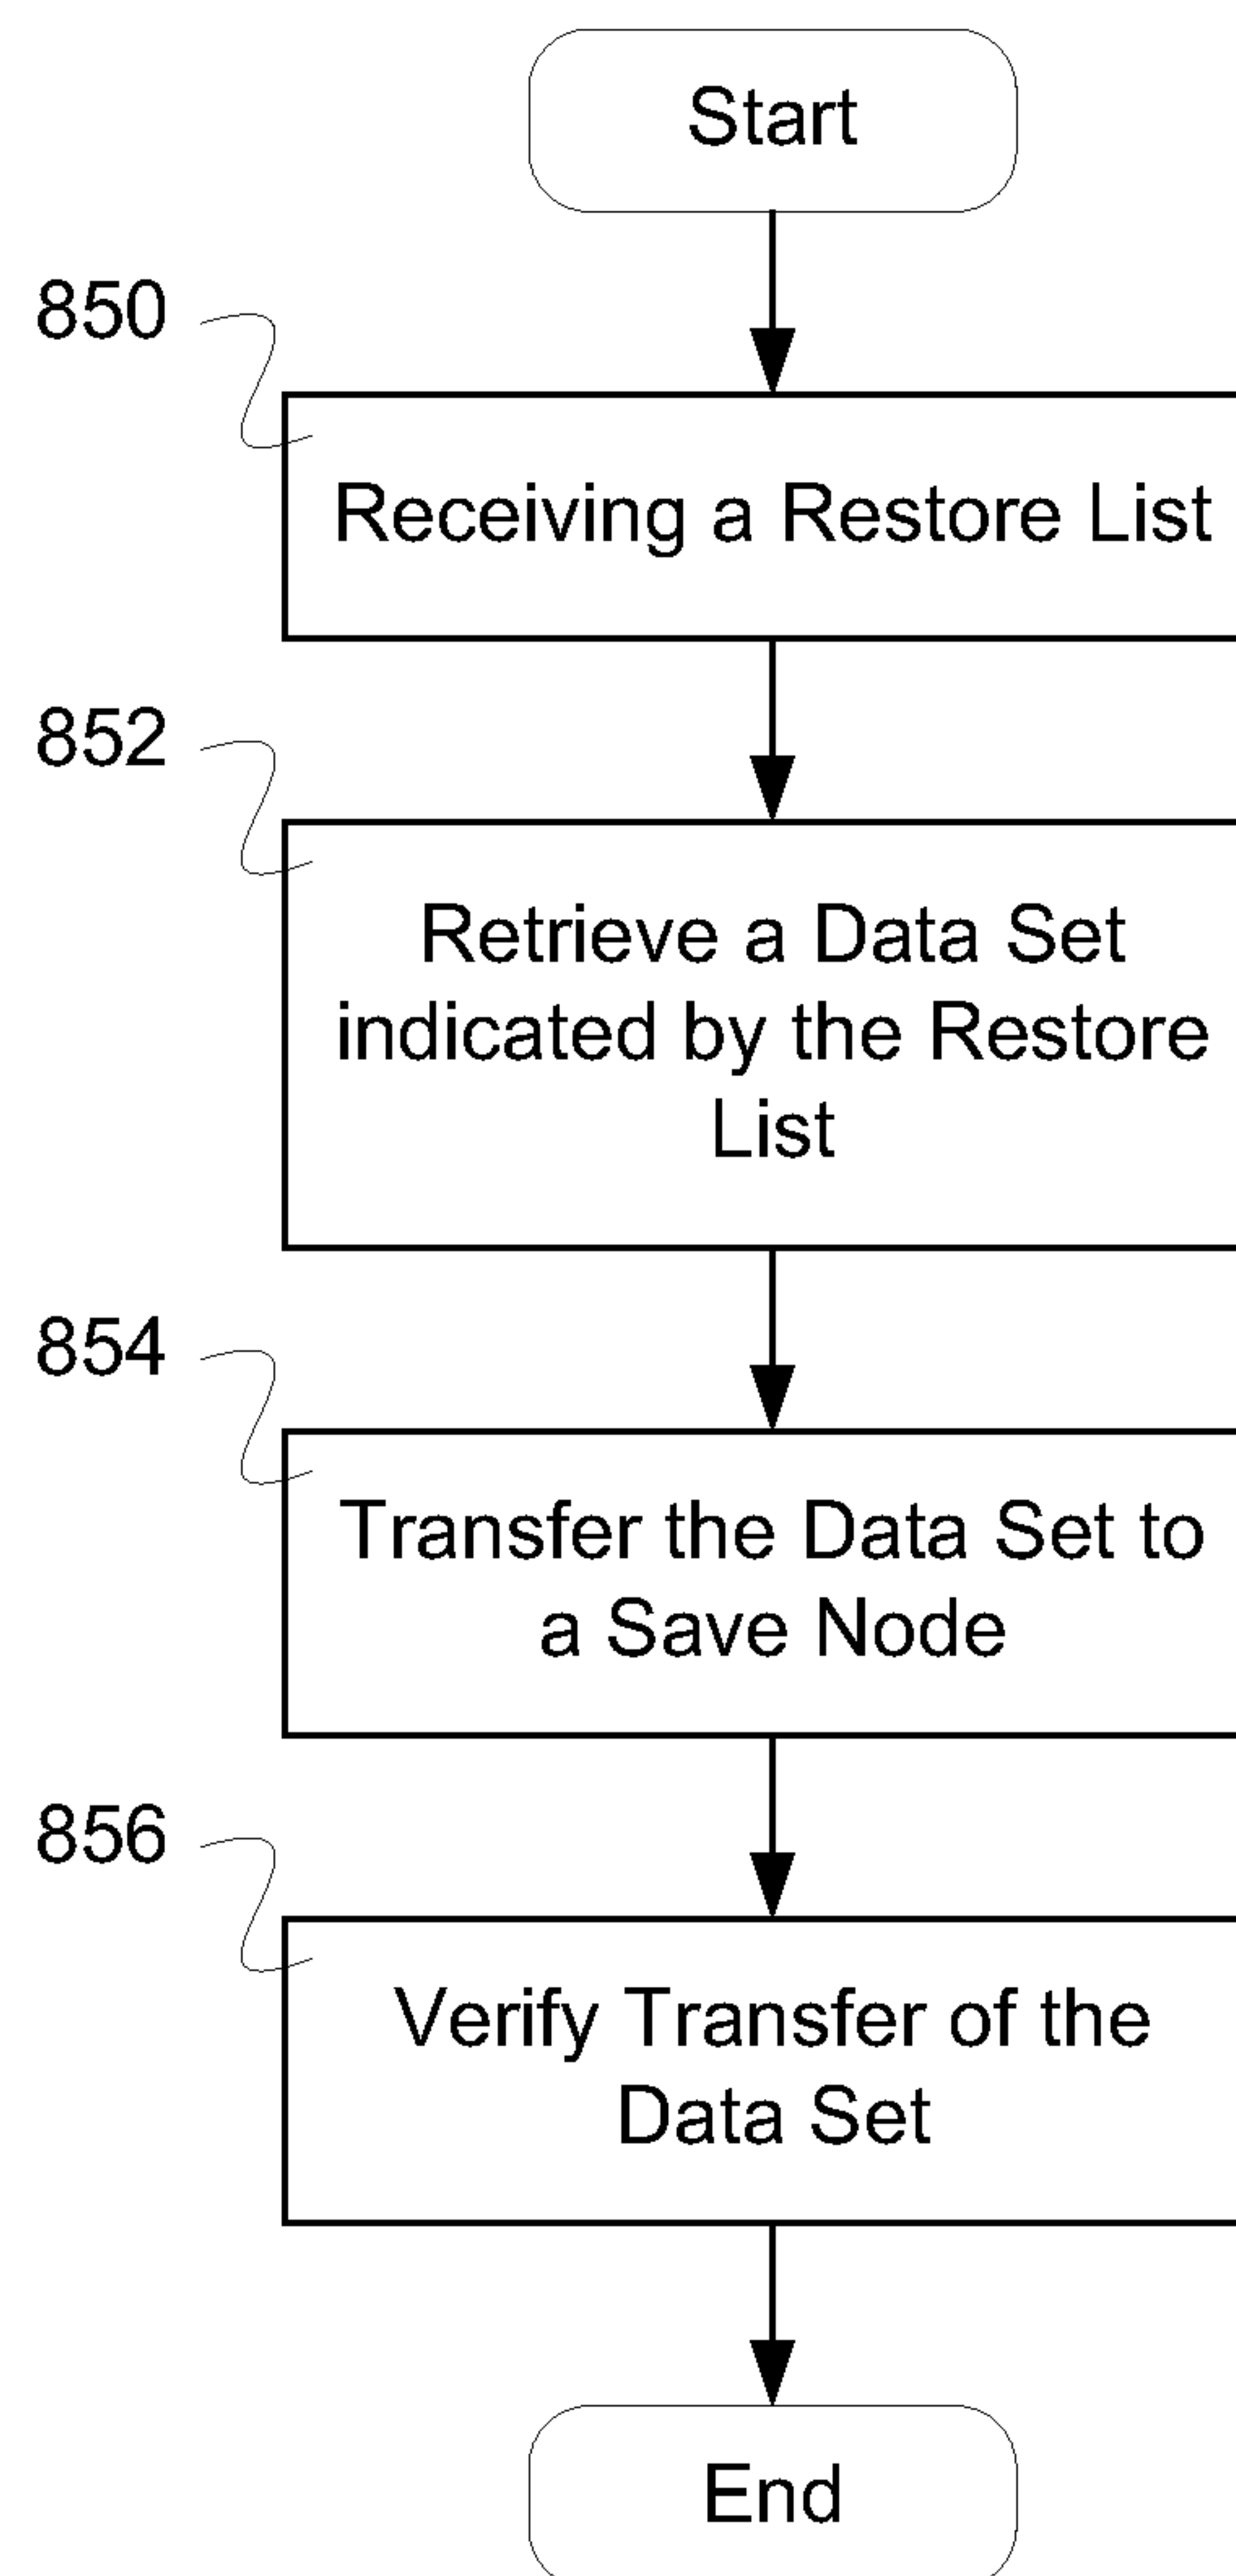 Start
850
Receiving a Restore List
852
Retrieve a Data Set
indicated by the Restore
List
854
Transfer the Data Set to
a Save Node
856
Verify Transfer of the
Data Set
End